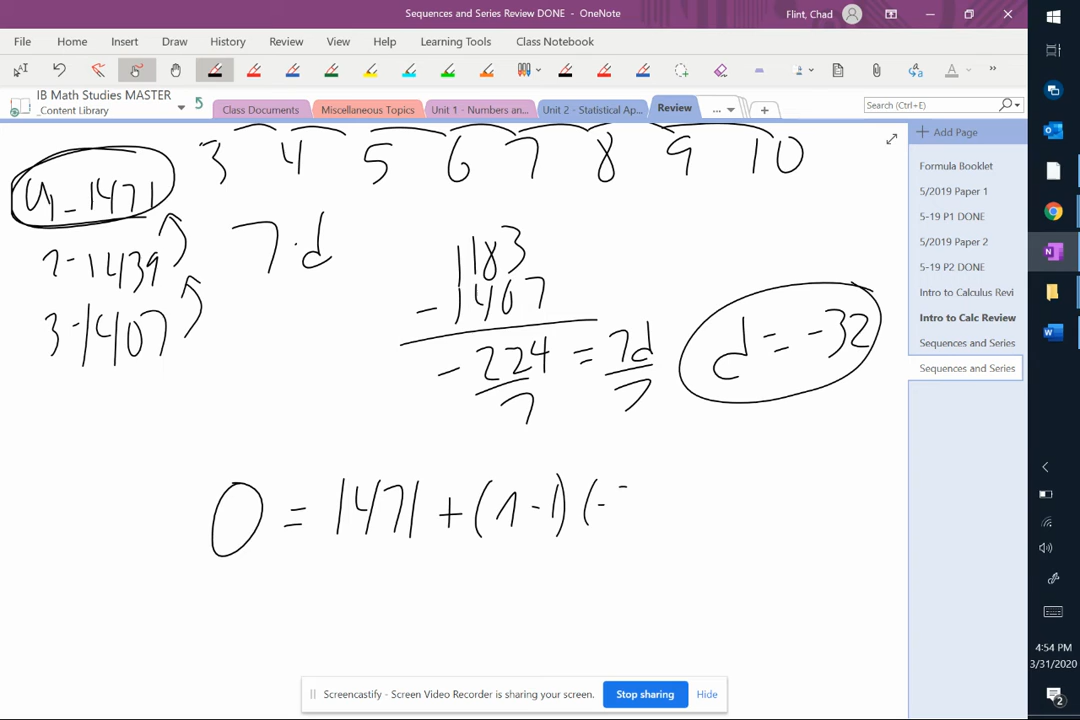 Sequences and Series Review DONE - OneNote
Flint, Chad
File Home Insert Draw History Review View Help Learning Tools Class Notebook
IB Math Studies MASTER
_Content Library
Class Documents Miscellaneous Topics Unit 1 - Numbers an... Unit 2 - Statistical Ap... Review ...
Search (Ctrl+E)
Add Page
Formula Booklet
5/2019 Paper 1
5-19 P1 DONE
5/2019 Paper 2
5-19 P2 DONE
Intro to Calculus Revi
Intro to Calc Review
Sequences and Series
Sequences and Series
3 4 5 6 7 8 9 10
u1 - 1471
2-1439
3-1407
7·d
1183
- 1407
- 224 = 7d
7 7
d = -32
0 = 1471 + (n-1)(-
Screencastify - Screen Video Recorder is sharing your screen.
Stop sharing
Hide
4:54 PM
3/31/2020
2